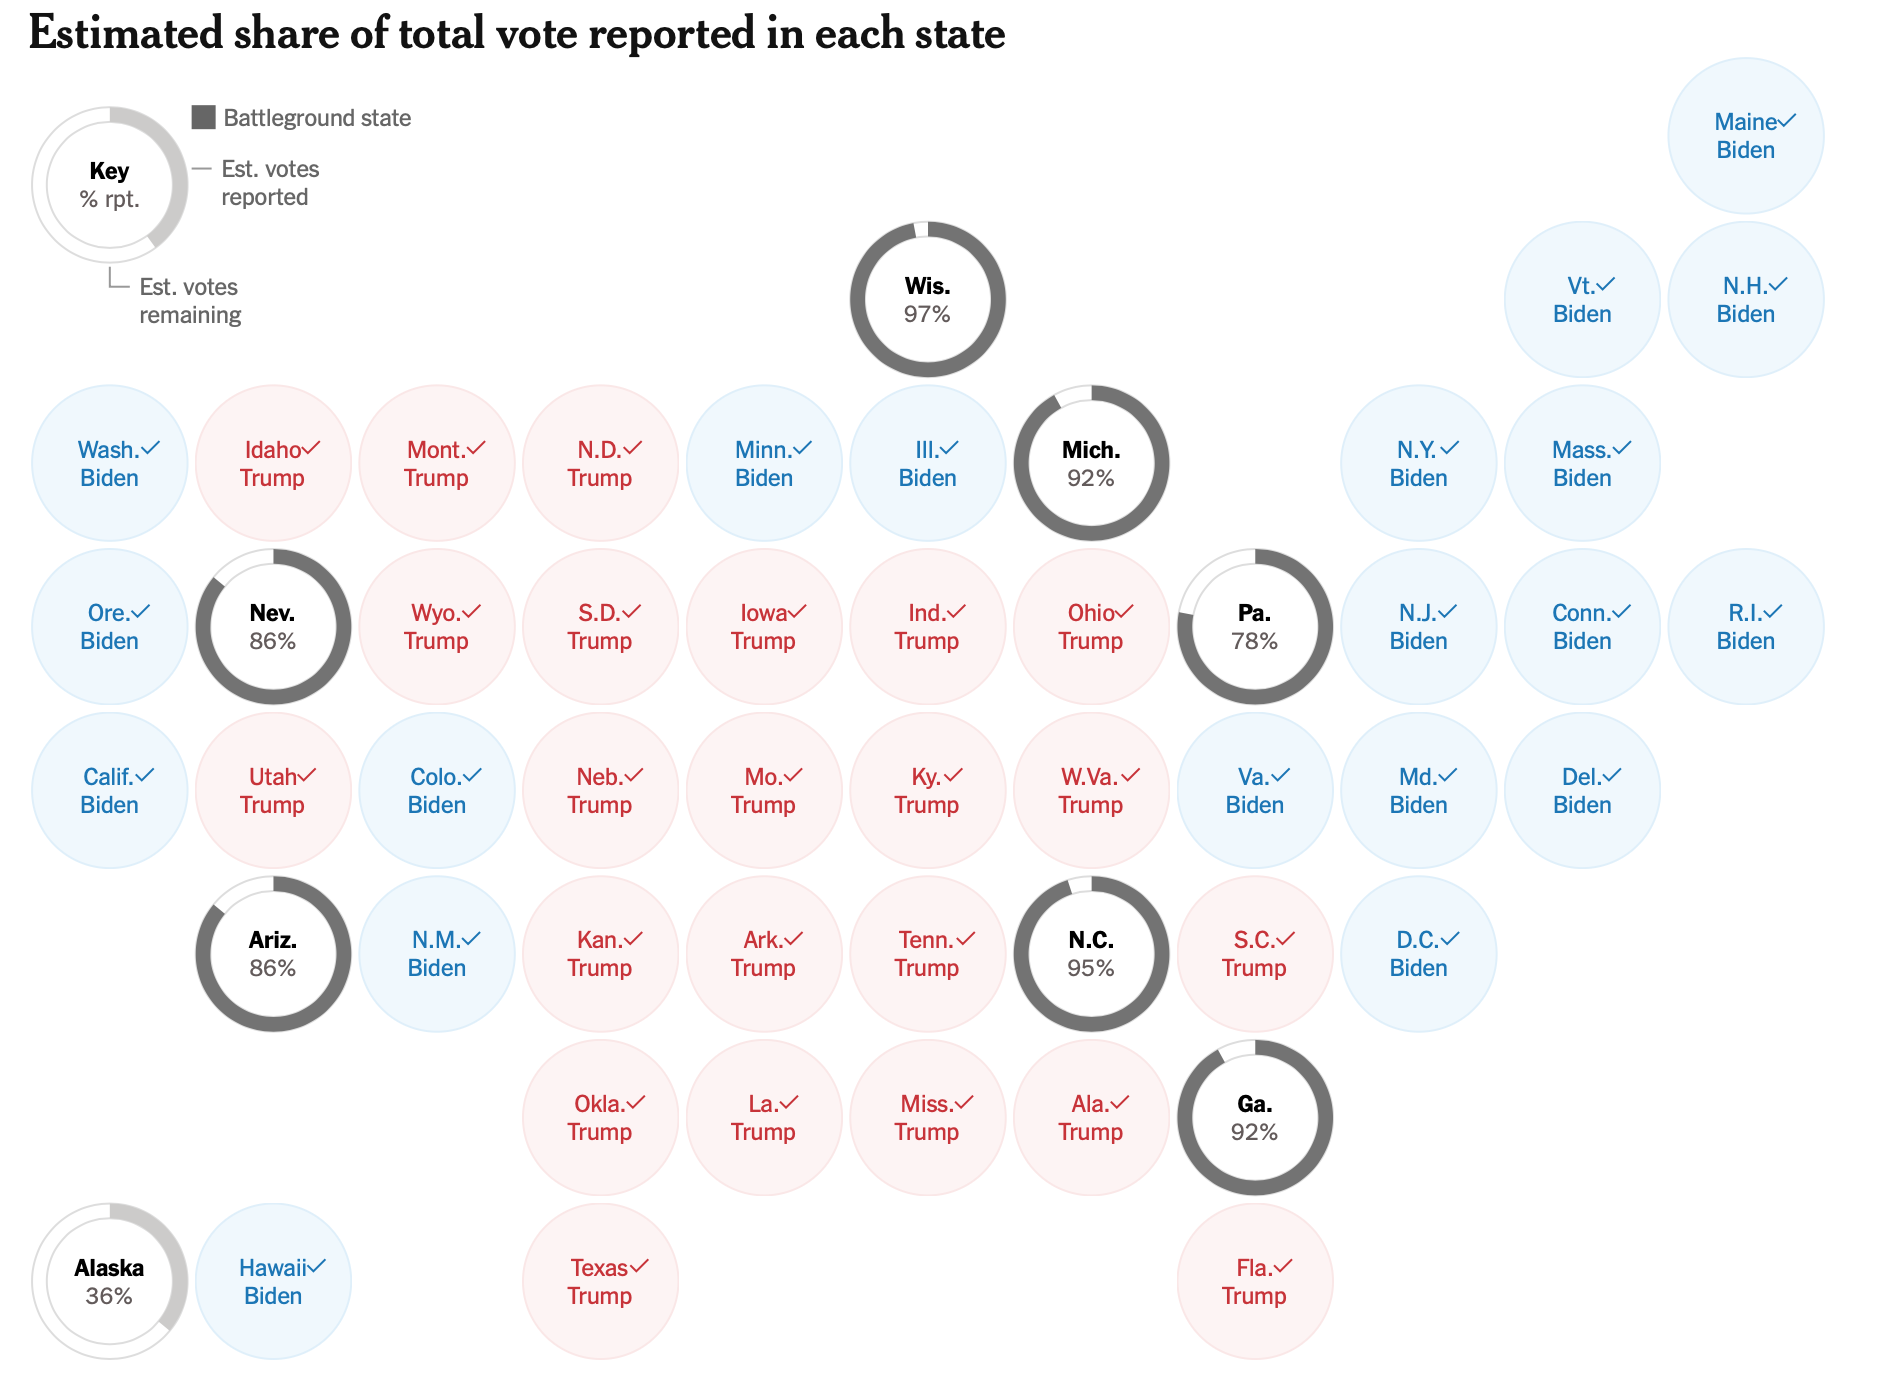 Estimated share of total vote reported in each state
Key
% rpt.
Battleground state
Est. votes
reported
Est. votes
remaining
Maine✓
Biden
Wis.
97%
Vt.✓
Biden
N.H.✓
Biden
Wash.✓
Biden
Idaho✓
Trump
Mont.✓
Trump
N.D.✓
Trump
Minn.✓
Biden
Ill.✓
Biden
Mich.
92%
N.Y.✓
Biden
Mass.✓
Biden
Ore.✓
Biden
Nev.
86%
Wyo.✓
Trump
S.D.✓
Trump
Iowa✓
Trump
Ind.✓
Trump
Ohio✓
Trump
Pa.
78%
N.J.✓
Biden
Conn.✓
Biden
R.I.✓
Biden
Calif.✓
Biden
Utah✓
Trump
Colo.✓
Biden
Neb.✓
Trump
Mo.✓
Trump
Ky.✓
Trump
W.Va.✓
Trump
Va.✓
Biden
Md.✓
Biden
Del.✓
Biden
Ariz.
86%
N.M.✓
Biden
Kan.✓
Trump
Ark.✓
Trump
Tenn.✓
Trump
N.C.
95%
S.C.✓
Trump
D.C.✓
Biden
Okla.✓
Trump
La.✓
Trump
Miss.✓
Trump
Ala.✓
Trump
Ga.
92%
Alaska
36%
Hawaii✓
Biden
Texas✓
Trump
Fla.✓
Trump